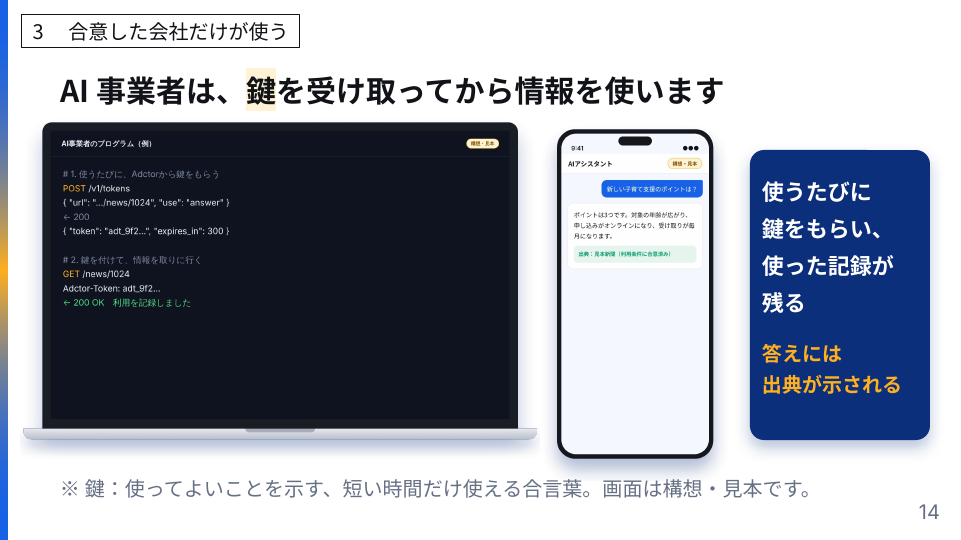 3 合意した会社だけが使う
AI 事業者は、鍵を受け取ってから情報を使います
AI事業者のプログラム（例）
構想・見本
# 1. 使うたびに、Adctorから鍵をもらう
POST /v1/tokens
{ "url": ".../news/1024", "use": "answer" }
← 200
{ "token": "adt_9f2...", "expires_in": 300 }
# 2. 鍵を付けて、情報を取りに行く
GET /news/1024
Adctor-Token: adt_9f2...
← 200 OK 利用を記録しました
9:41
AIアシスタント
構想・見本
新しい子育て支援のポイントは？
ポイントは3つです。対象の年齢が広がり、
申し込みがオンラインになり、受け取りが毎
月になります。
出典：見本新聞（利用条件に合意済み）
使うたびに
鍵をもらい、
使った記録が
残る
答えには
出典が示される
※ 鍵：使ってよいことを示す、短い時間だけ使える合言葉。画面は構想・見本です。
14